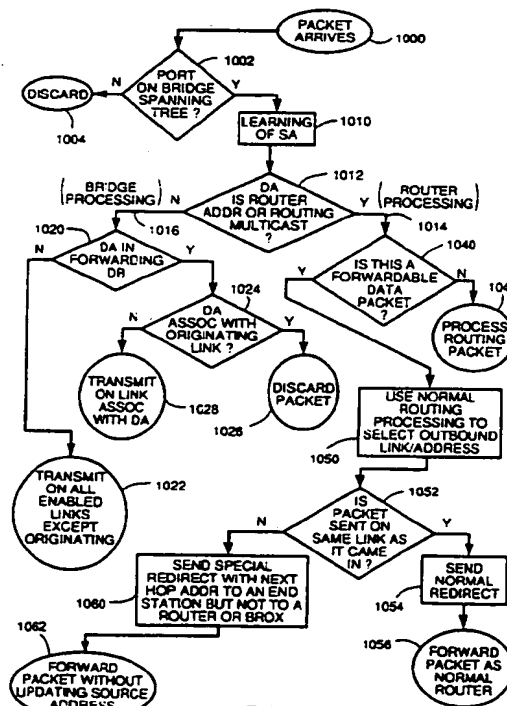 PACKET
ARRIVES
1000
1002
N
PORT
ON BRIDGE
SPANNING
TREE ?
Y
DISCARD
1004
LEARNING
OF SA
1010
1012
DA
IS ROUTER
ADDR OR ROUTING
MULTICAST
?
(BRIDGE
PROCESSING)
N
1016
Y
(ROUTER
PROCESSING)
1014
1020
N
DA IN
FORWARDING
DB
Y
1040
IS THIS A
FORWARDABLE
DATA
PACKET
?
Y
N
PROCESS
ROUTING
PACKET
1024
DA
ASSOC WITH
ORIGINATING
LINK ?
N
Y
TRANSMIT
ON LINK
ASSOC
WITH DA
1028
DISCARD
PACKET
1026
USE NORMAL
ROUTING
PROCESSING TO
SELECT OUTBOUND
LINK/ADDRESS
1050
TRANSMIT
ON ALL
ENABLED
LINKS
EXCEPT
ORIGINATING
1022
1052
IS
PACKET
SENT ON
SAME LINK AS
IT CAME
IN ?
N
Y
SEND SPECIAL
REDIRECT WITH NEXT
HOP ADDR TO AN END
STATION BUT NOT TO A
ROUTER OR BROX
1060
SEND
NORMAL
REDIRECT
1054
1062
FORWARD
PACKET WITHOUT
UPDATING SOURCE
ADDRESS
1056
FORWARD
PACKET AS
NORMAL
ROUTER